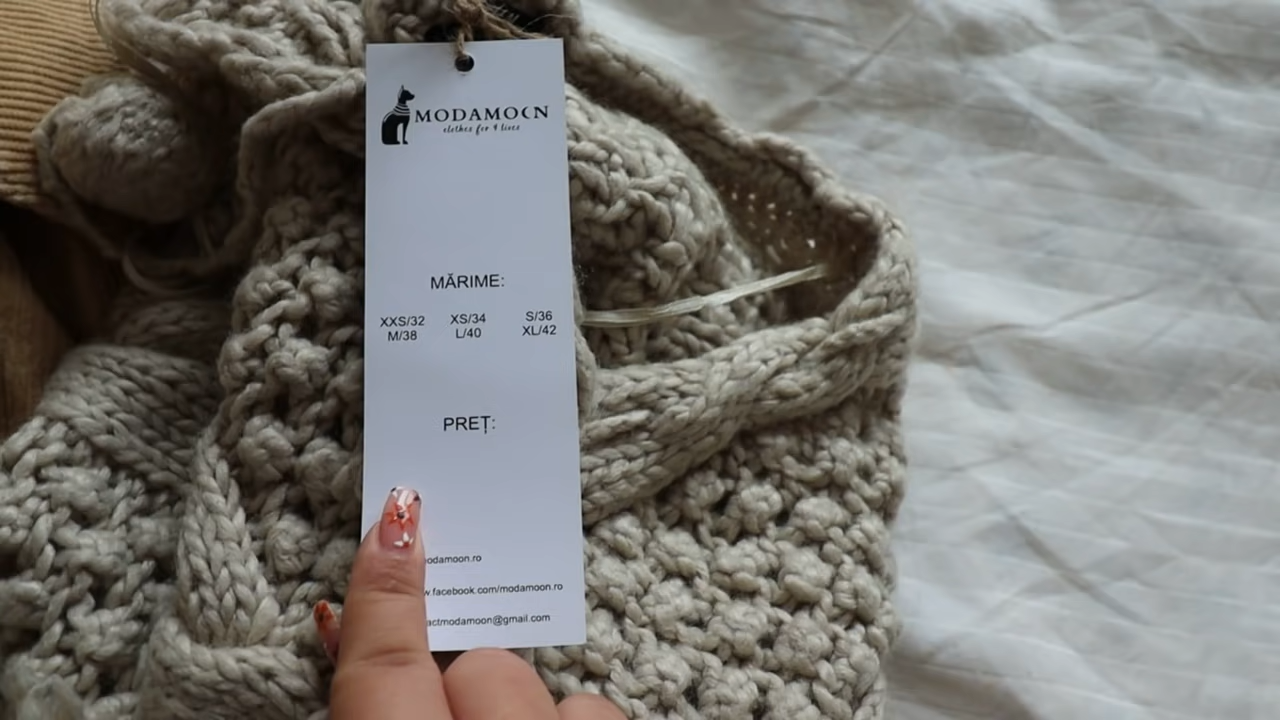 MODAMOON
clothes for 9 lives
MĂRIME:
XXS/32 XS/34 S/36
M/38 L/40 XL/42
PREȚ:
odamoon.ro
w.facebook.com/modamoon.ro
actmodamoon@gmail.com